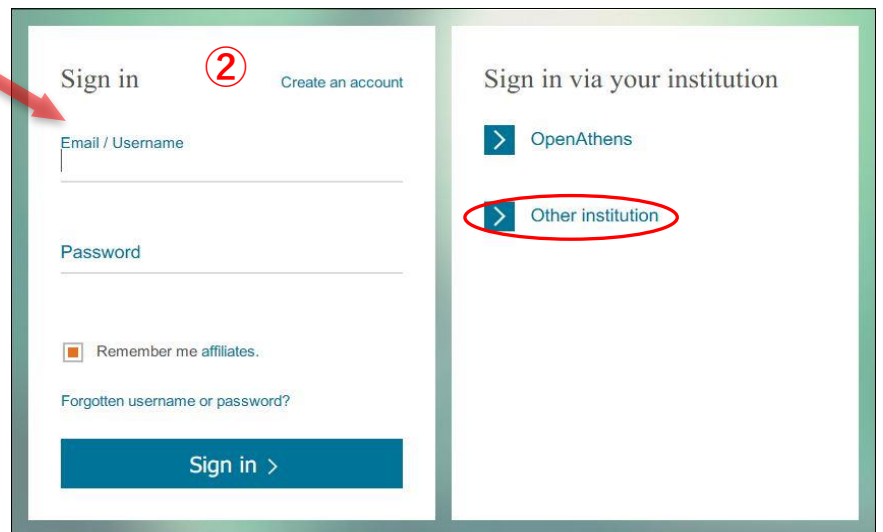 Sign in
②
Create an account
Email / Username
Password
Remember me affiliates.
Forgotten username or password?
Sign in >
Sign in via your institution
> OpenAthens
> Other institution